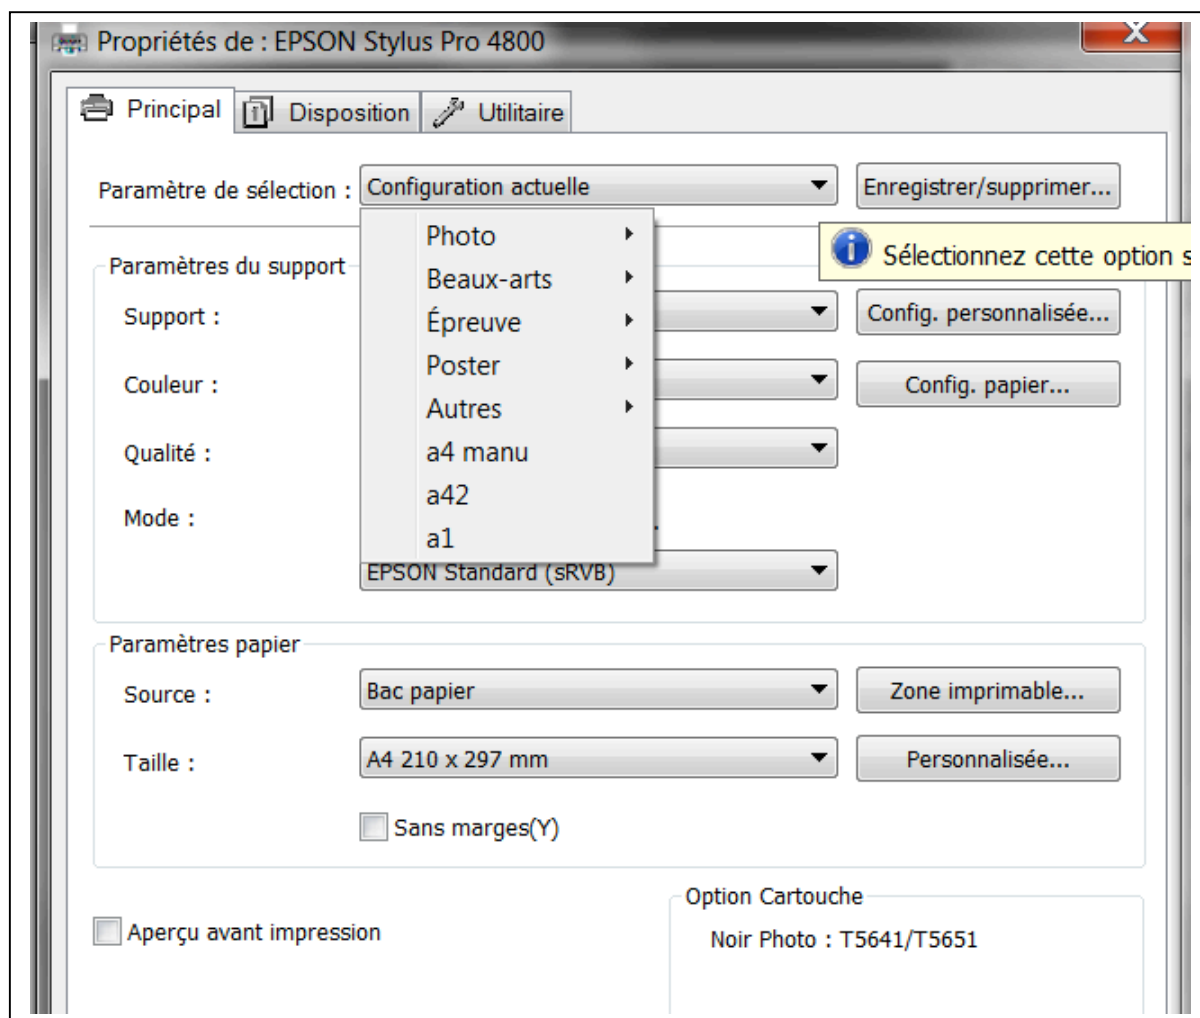 Propriétés de : EPSON Stylus Pro 4800
Principal
Disposition
Utilitaire
Paramètre de sélection :
Configuration actuelle
Enregistrer/supprimer...
Photo
Sélectionnez cette option s
Paramètres du support
Beaux-arts
Support :
Épreuve
Config. personnalisée...
Poster
Couleur :
Config. papier...
Autres
Qualité :
a4 manu
a42
Mode :
a1
EPSON Standard (sRVB)
Paramètres papier
Source :
Bac papier
Zone imprimable...
Taille :
A4 210 x 297 mm
Personnalisée...
Sans marges(Y)
Option Cartouche
Aperçu avant impression
Noir Photo : T5641/T5651